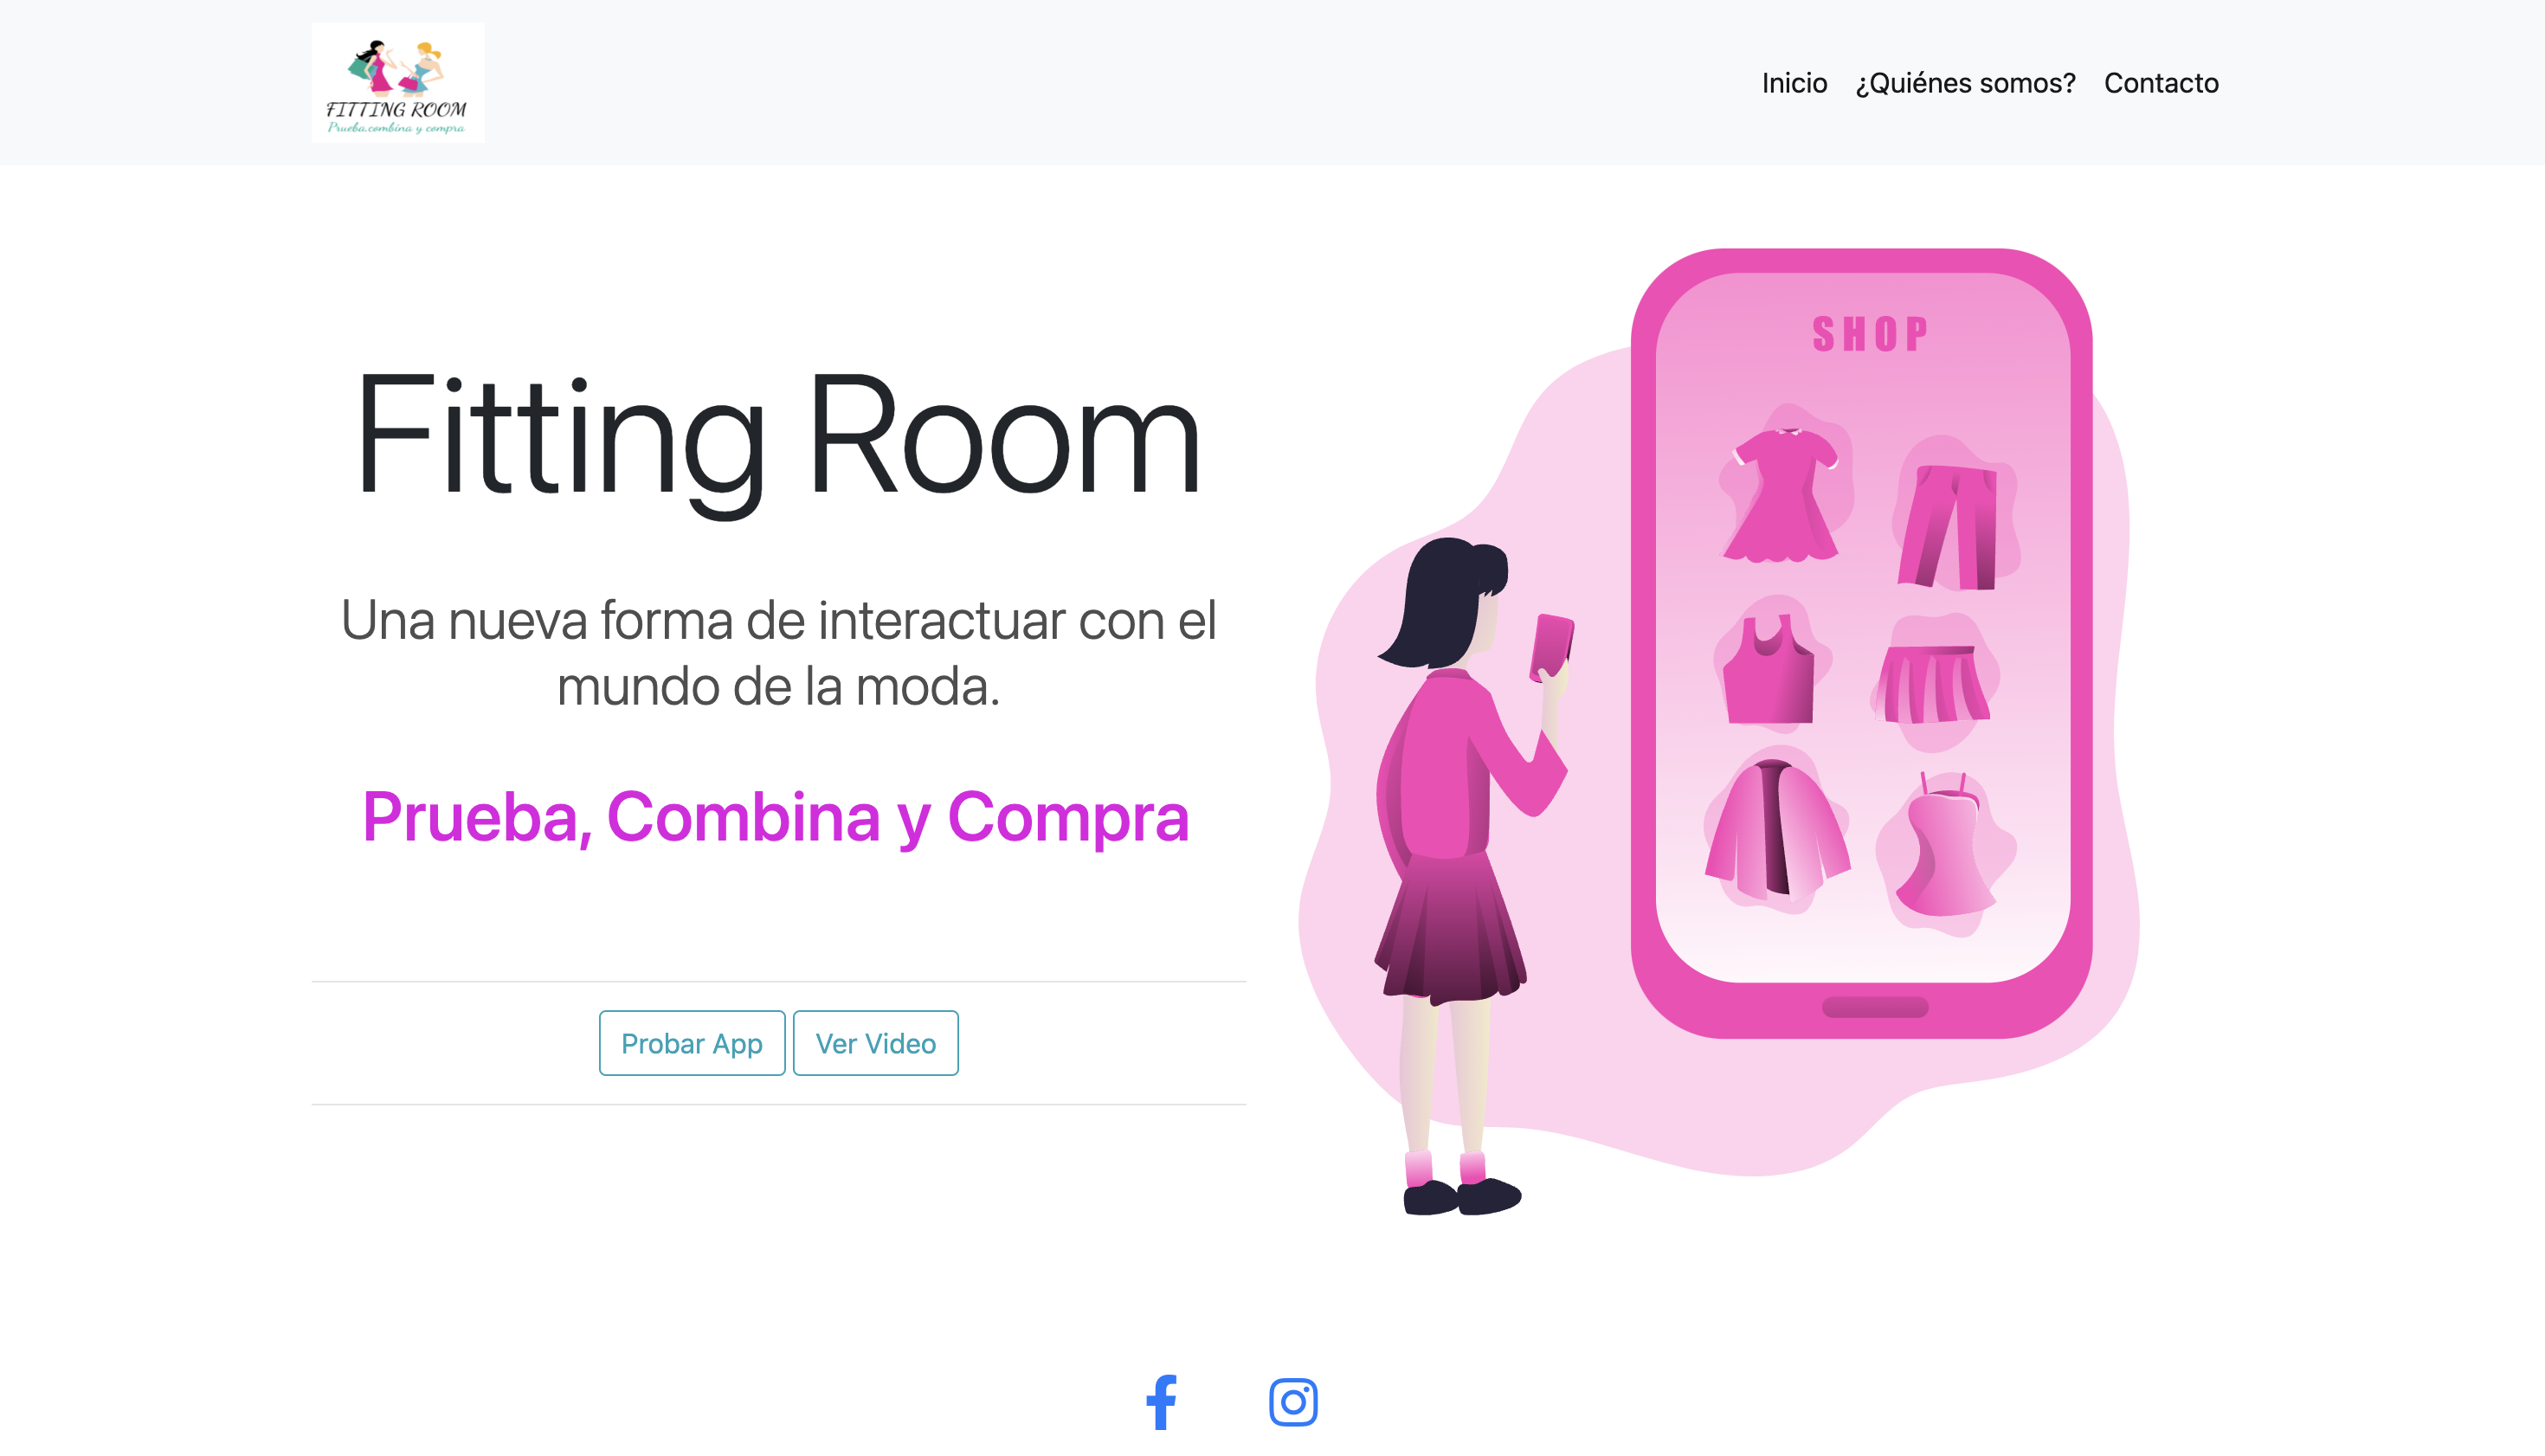 FITTING ROOM
Prueba,combina y compra
Inicio ¿Quiénes somos? Contacto
Fitting Room
Una nueva forma de interactuar con el
mundo de la moda.
Prueba, Combina y Compra
Probar App Ver Video
SHOP